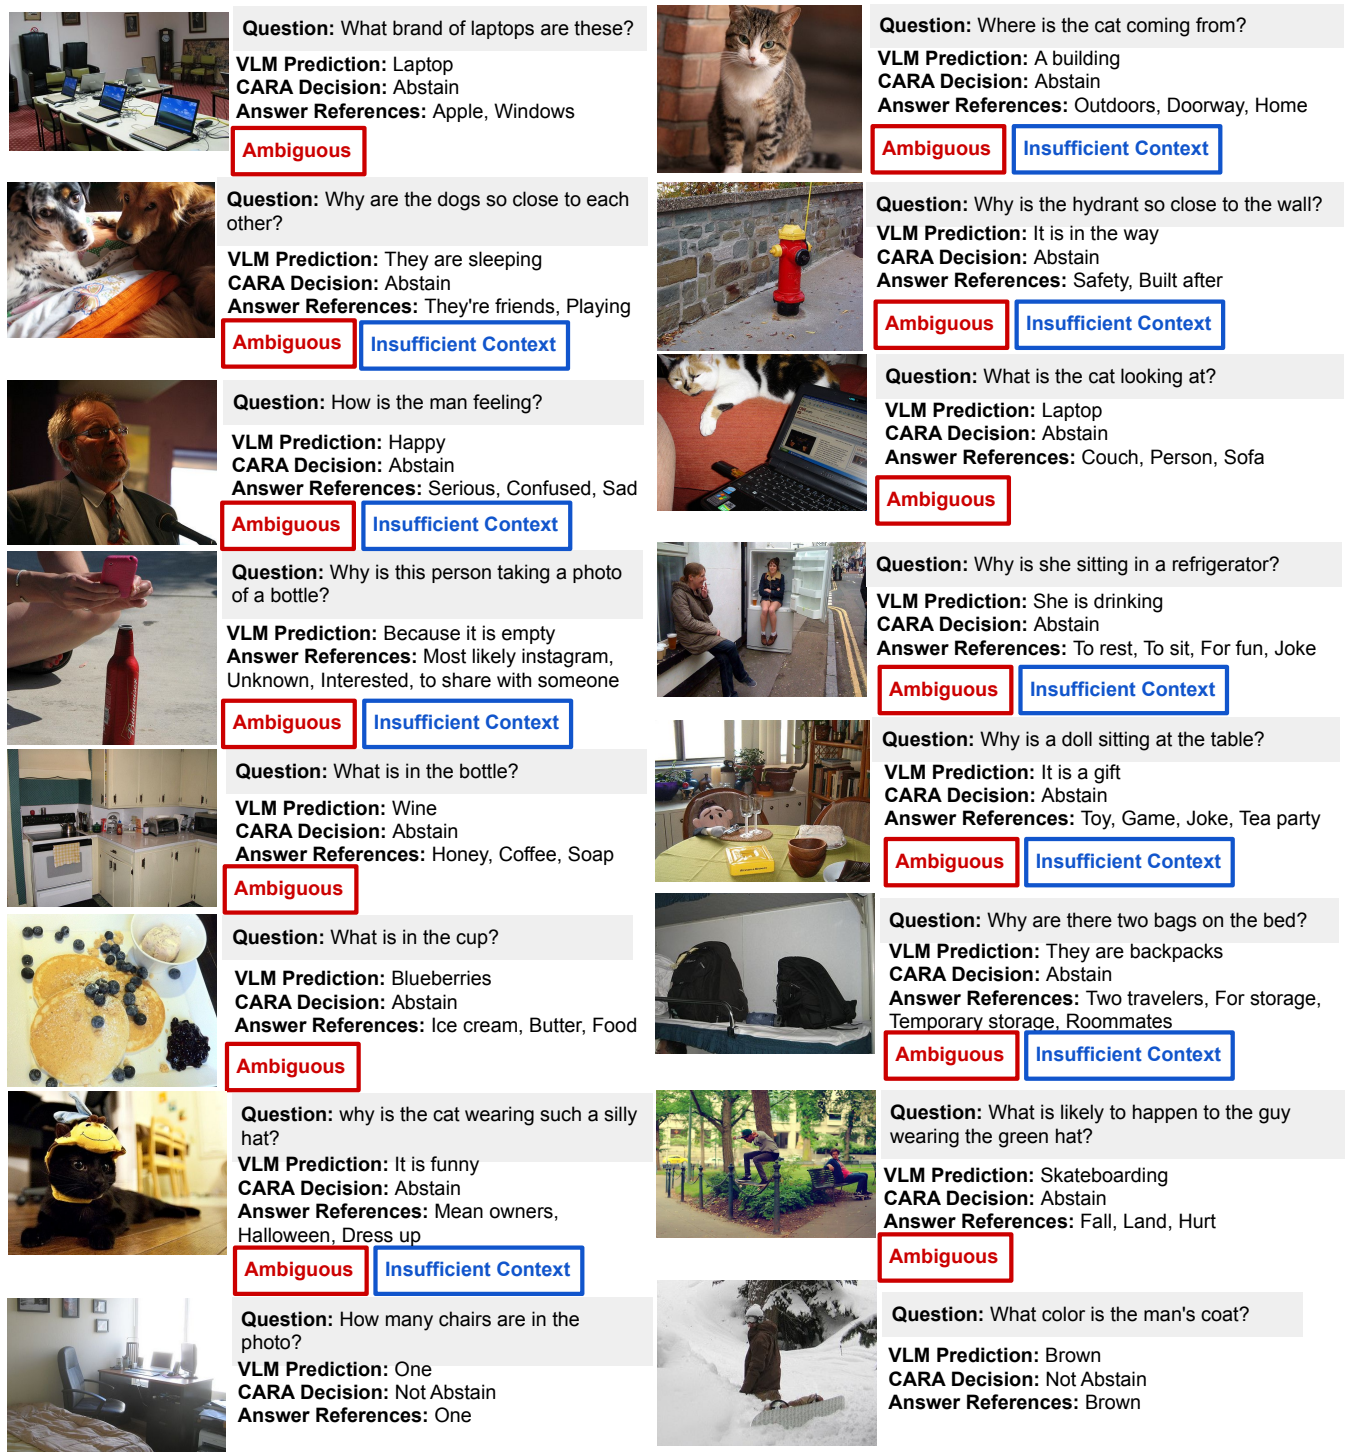 Question: What brand of laptops are these?
VLM Prediction: Laptop
CARA Decision: Abstain
Answer References: Apple, Windows
Ambiguous
Question: Why are the dogs so close to each
other?
VLM Prediction: They are sleeping
CARA Decision: Abstain
Answer References: They're friends, Playing
Ambiguous
Insufficient Context
Question: How is the man feeling?
VLM Prediction: Happy
CARA Decision: Abstain
Answer References: Serious, Confused, Sad
Ambiguous
Insufficient Context
Question: Why is this person taking a photo
of a bottle?
VLM Prediction: Because it is empty
Answer References: Most likely instagram,
Unknown, Interested, to share with someone
Ambiguous
Insufficient Context
Budweiser
Question: What is in the bottle?
VLM Prediction: Wine
CARA Decision: Abstain
Answer References: Honey, Coffee, Soap
Ambiguous
Question: What is in the cup?
VLM Prediction: Blueberries
CARA Decision: Abstain
Answer References: Ice cream, Butter, Food
Ambiguous
Question: why is the cat wearing such a silly
hat?
VLM Prediction: It is funny
CARA Decision: Abstain
Answer References: Mean owners,
Halloween, Dress up
Ambiguous
Insufficient Context
Question: How many chairs are in the
photo?
VLM Prediction: One
CARA Decision: Not Abstain
Answer References: One
Question: Where is the cat coming from?
VLM Prediction: A building
CARA Decision: Abstain
Answer References: Outdoors, Doorway, Home
Ambiguous
Insufficient Context
Question: Why is the hydrant so close to the wall?
VLM Prediction: It is in the way
CARA Decision: Abstain
Answer References: Safety, Built after
Ambiguous
Insufficient Context
Question: What is the cat looking at?
VLM Prediction: Laptop
CARA Decision: Abstain
Answer References: Couch, Person, Sofa
Ambiguous
Question: Why is she sitting in a refrigerator?
VLM Prediction: She is drinking
CARA Decision: Abstain
Answer References: To rest, To sit, For fun, Joke
Ambiguous
Insufficient Context
Question: Why is a doll sitting at the table?
VLM Prediction: It is a gift
CARA Decision: Abstain
Answer References: Toy, Game, Joke, Tea party
Ambiguous
Insufficient Context
Question: Why are there two bags on the bed?
VLM Prediction: They are backpacks
CARA Decision: Abstain
Answer References: Two travelers, For storage,
Temporary storage, Roommates
Ambiguous
Insufficient Context
Question: What is likely to happen to the guy
wearing the green hat?
VLM Prediction: Skateboarding
CARA Decision: Abstain
Answer References: Fall, Land, Hurt
Ambiguous
Question: What color is the man's coat?
VLM Prediction: Brown
CARA Decision: Not Abstain
Answer References: Brown